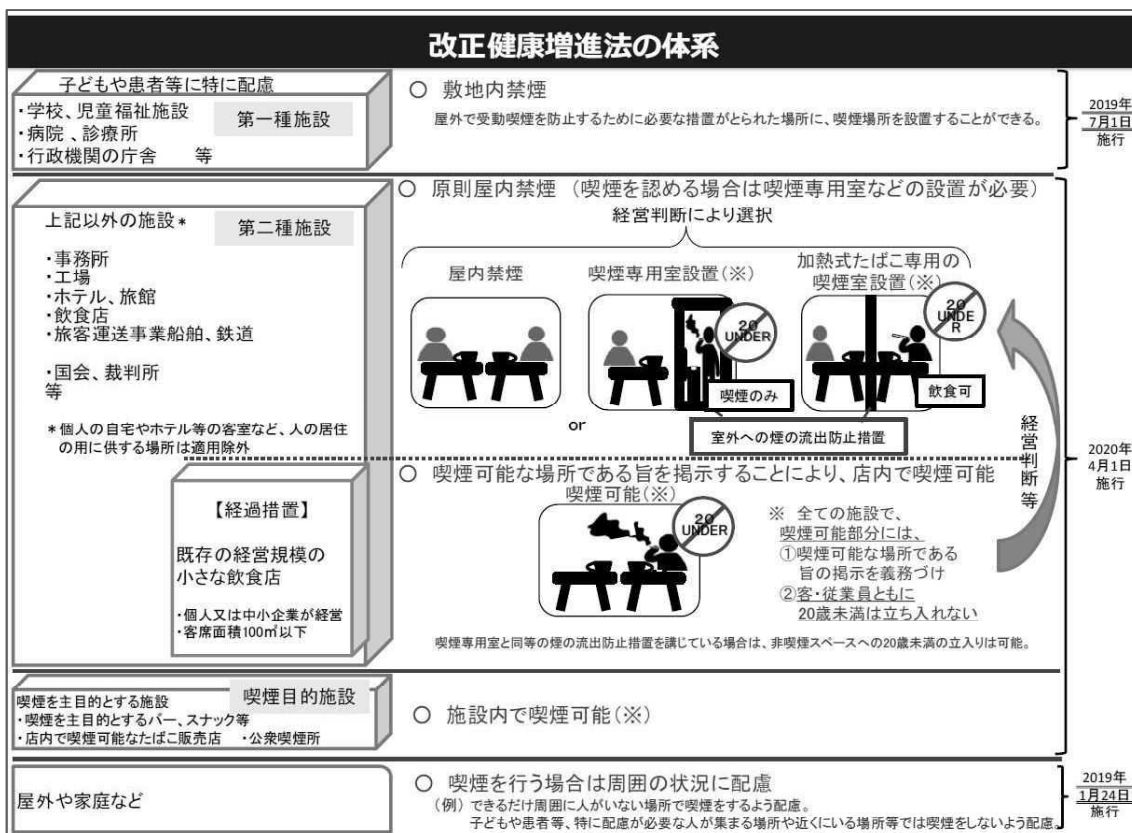 改正健康増進法の体系
子どもや患者等に特に配慮
・学校、児童福祉施設
・病院、診療所
・行政機関の庁舎　等
第一種施設
○ 敷地内禁煙
屋外で受動喫煙を防止するために必要な措置がとられた場所に、喫煙場所を設置することができる。
2019年
7月1日
施行
上記以外の施設*
第二種施設
・事務所
・工場
・ホテル、旅館
・飲食店
・旅客運送事業船舶、鉄道
・国会、裁判所
等
*個人の自宅やホテル等の客室など、人の居住
の用に供する場所は適用除外
○ 原則屋内禁煙 （喫煙を認める場合は喫煙専用室などの設置が必要）
経営判断により選択
屋内禁煙
喫煙専用室設置（※）
加熱式たばこ専用の
喫煙室設置（※）
20
UNDER
20
UNDE
R
喫煙のみ
飲食可
or
室外への煙の流出防止措置
経営判断等
2020年
4月1日
施行
【経過措置】
既存の経営規模の
小さな飲食店
・個人又は中小企業が経営
・客席面積100㎡以下
○ 喫煙可能な場所である旨を掲示することにより、店内で喫煙可能
喫煙可能（※）
20
UNDER
※ 全ての施設で、
喫煙可能部分には、
①喫煙可能な場所である
旨の掲示を義務づけ
②客・従業員ともに
20歳未満は立ち入れない
喫煙専用室と同等の煙の流出防止措置を講じている場合は、非喫煙スペースへの20歳未満の立入りは可能。
喫煙を主目的とする施設
喫煙目的施設
・喫煙を主目的とするバー、スナック等
・店内で喫煙可能なたばこ販売店　・公衆喫煙所
○ 施設内で喫煙可能（※）
屋外や家庭など
○ 喫煙を行う場合は周囲の状況に配慮
（例）できるだけ周囲に人がいない場所で喫煙をするよう配慮。
子どもや患者等、特に配慮が必要な人が集まる場所や近くにいる場所等では喫煙をしないよう配慮。
2019年
1月24日
施行